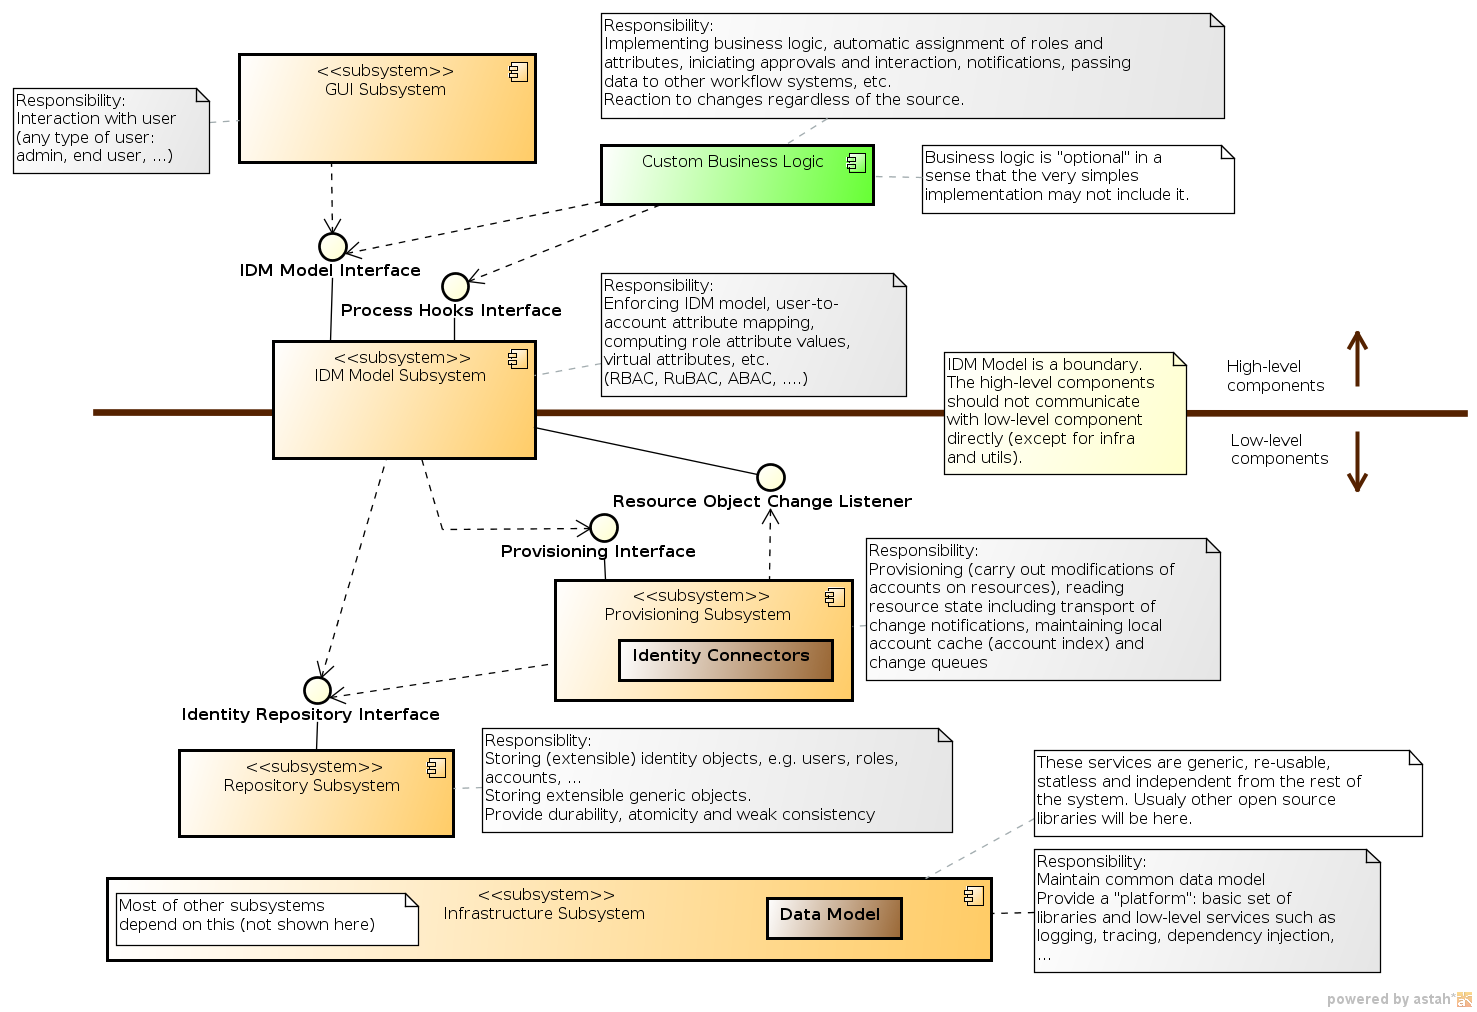 Responsibility:
Implementing business logic, automatic assignment of roles and
attributes, iniciating approvals and interaction, notifications, passing
data to other workflow systems, etc.
Reaction to changes regardless of the source.
<<subsystem>>
GUI Subsystem
Responsibility:
Interaction with user
(any type of user:
admin, end user, ...)
Custom Business Logic
Business logic is "optional" in a
sense that the very simples
implementation may not include it.
IDM Model Interface
Process Hooks Interface
Responsibility:
Enforcing IDM model, user-to-
account attribute mapping,
computing role attribute values,
virtual attributes, etc.
(RBAC, RuBAC, ABAC, ....)
<<subsystem>>
IDM Model Subsystem
IDM Model is a boundary.
The high-level components
should not communicate
with low-level component
directly (except for infra
and utils).
High-level
components
Low-level
components
Resource Object Change Listener
Provisioning Interface
Responsibility:
Provisioning (carry out modifications of
accounts on resources), reading
resource state including transport of
change notifications, maintaining local
account cache (account index) and
change queues
<<subsystem>>
Provisioning Subsystem
Identity Connectors
Identity Repository Interface
<<subsystem>>
Repository Subsystem
Responsiblity:
Storing (extensible) identity objects, e.g. users, roles,
accounts, ...
Storing extensible generic objects.
Provide durability, atomicity and weak consistency
These services are generic, re-usable,
statless and independent from the rest of
the system. Usualy other open source
libraries will be here.
Most of other subsystems
depend on this (not shown here)
<<subsystem>>
Infrastructure Subsystem
Data Model
Responsibility:
Maintain common data model
Provide a "platform": basic set of
libraries and low-level services such as
logging, tracing, dependency injection,
...
powered by astah*